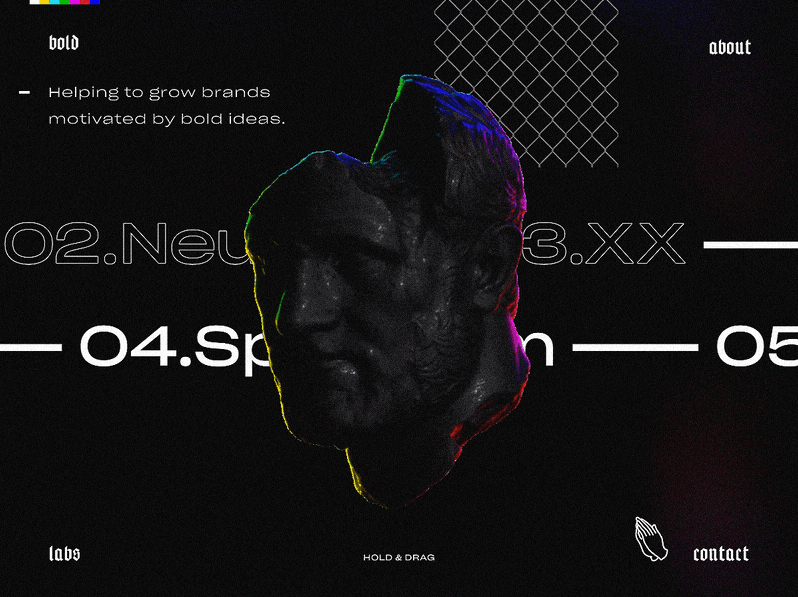 bold
about
Helping to grow brands
motivated by bold ideas.
02.Neu 3.XX
04.Sp n 05
labs
HOLD & DRAG
contact